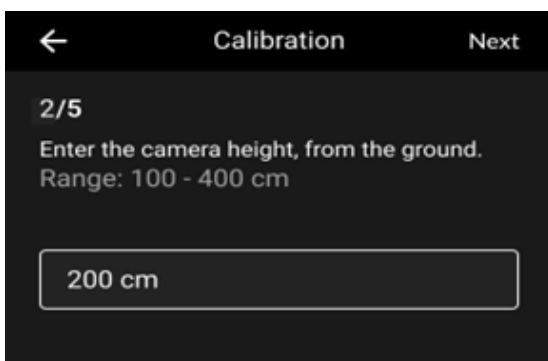 Calibration Next
2/5
Enter the camera height, from the ground.
Range: 100 - 400 cm
200 cm